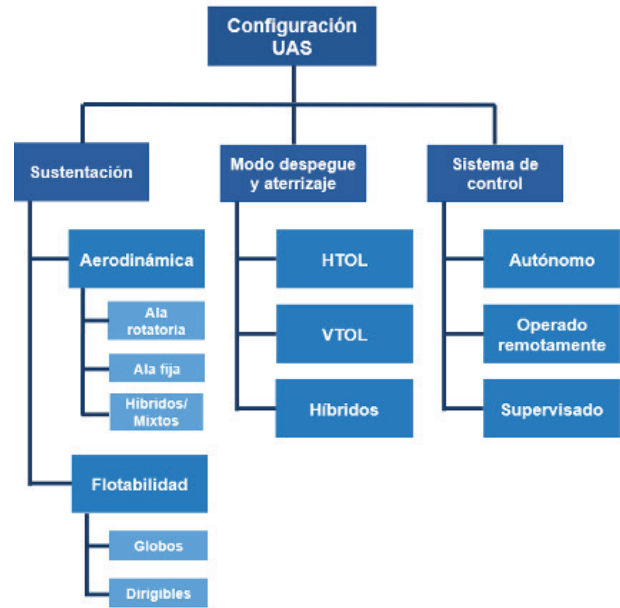 Configuración
UAS
Sustentación
Modo despegue
y aterrizaje
Sistema de
control
Aerodinámica
Ala
rotatoria
Ala fija
Híbridos/
Mixtos
Flotabilidad
Globos
Dirigibles
HTOL
VTOL
Híbridos
Autónomo
Operado
remotamente
Supervisado